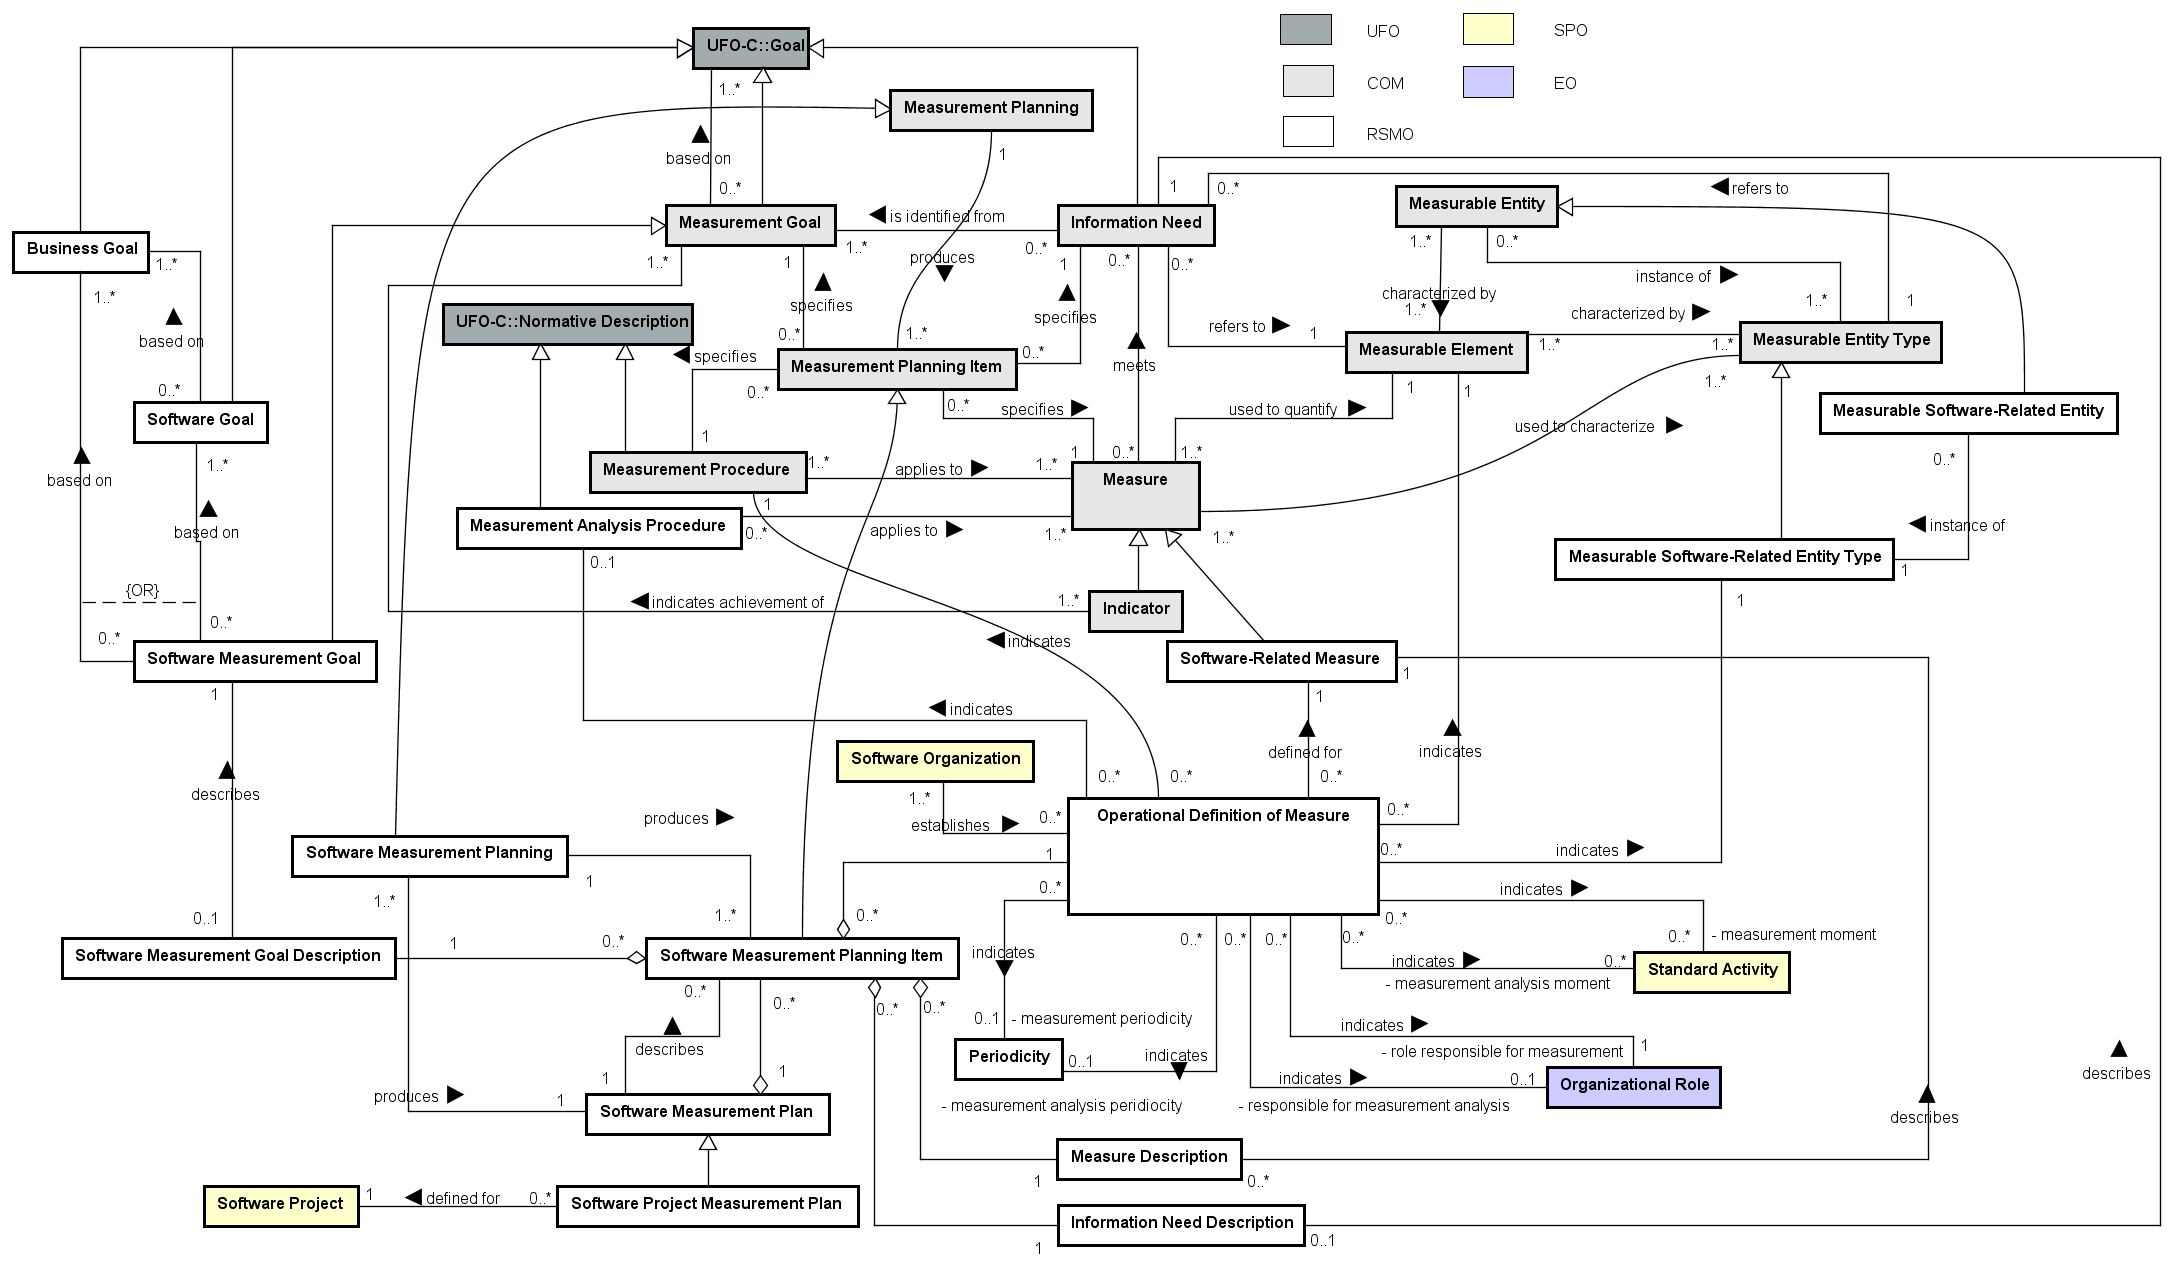 UFO-C::Goal
UFO
SPO
COM
EO
RSMO
1..*
Measurement Planning
based on
1
0..*
1
0..*
refers to
Measurable Entity
Measurement Goal
is identified from
Information Need
1..*
0..*
Business Goal
1..*
1..*
1
produces
1
0..*
0..*
1..*
0..*
instance of
1..*
based on
specifies
specifies
characterized by
1..*
1..*
1
characterized by
UFO-C::Normative Description
0..*
1..*
refers to
1
Measurable Element
1..*
1..*
Measurable Entity Type
specifies
0..*
Measurement Planning Item
0..*
meets
0..*
0..*
1
1
1..*
Software Goal
specifies
used to quantify
used to characterize
Measurable Software-Related Entity
1..*
1
1
0..*
1..*
0..*
Measurement Procedure
1..*
applies to
1..*
Measure
based on
based on
Measurement Analysis Procedure
1
0..*
applies to
1..*
1..*
instance of
0..1
Measurable Software-Related Entity Type
1
{OR}
indicates achievement of
1..*
Indicator
1
0..*
0..*
indicates
Software Measurement Goal
Software-Related Measure
1
1
1
indicates
defined for
indicates
Software Organization
0..*
0..*
0..*
describes
1..*
establishes
0..*
Operational Definition of Measure
0..*
produces
Software Measurement Planning
1
1
0..*
indicates
1..*
0..1
1..*
0..*
0..*
indicates
0..*
Software Measurement Goal Description
1
0..*
Software Measurement Planning Item
indicates
0..*
0..*
0..*
0..*
0..*
- measurement moment
indicates
0..*
Standard Activity
- measurement analysis moment
0..*
0..*
0..*
0..*
describes
0..1
- measurement periodicity
indicates
- role responsible for measurement
1
Periodicity
0..1
indicates
describes
1
1
indicates
0..1
Organizational Role
produces
1
Software Measurement Plan
- measurement analysis peridiocity
- responsible for measurement analysis
describes
Measure Description
1
0..*
Software Project
1
defined for
0..*
Software Project Measurement Plan
Information Need Description
1
0..1